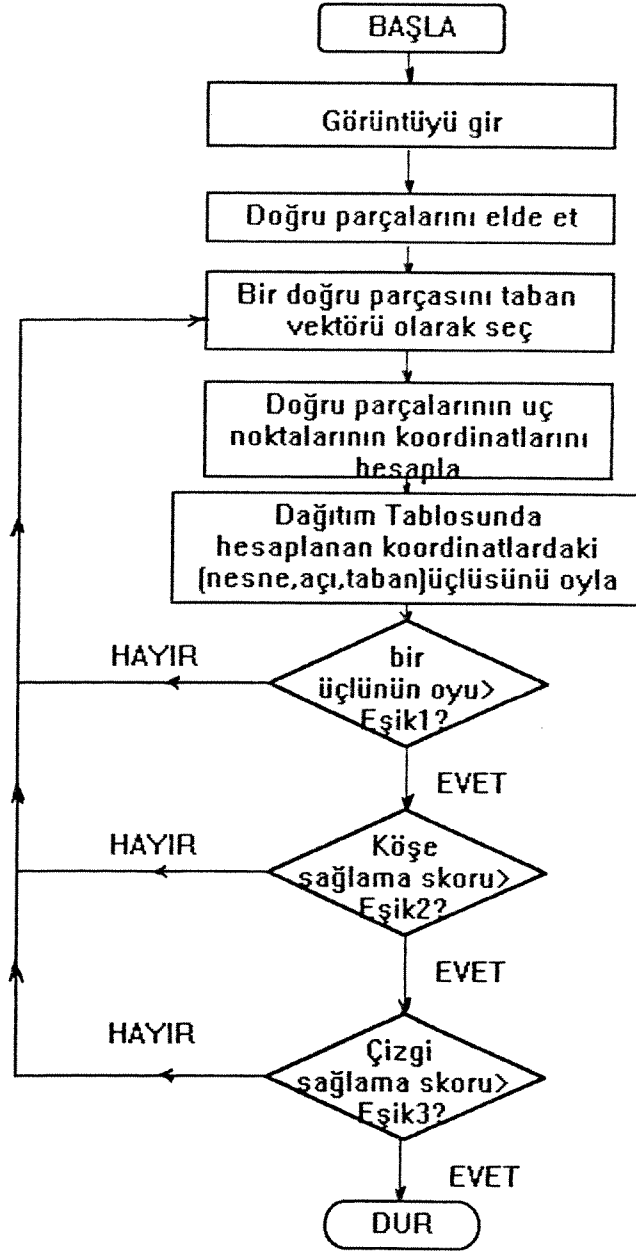 BAŞLA
Görüntüyü gir
Doğru parçalarını elde et
Bir doğru parçasını taban
vektörü olarak seç
Doğru parçalarının uç
noktalarının koordinatlarını
hesapla
Dağıtım Tablosunda
hesaplanan koordinatlardaki
(nesne,açı,taban)üçlüsünü oyla
HAYIR
bir
üçlünün oyu>
Eşik1?
EVET
HAYIR
Köşe
sağlama skoru>
Eşik2?
EVET
HAYIR
Çizgi
sağlama skoru>
Eşik3?
EVET
DUR